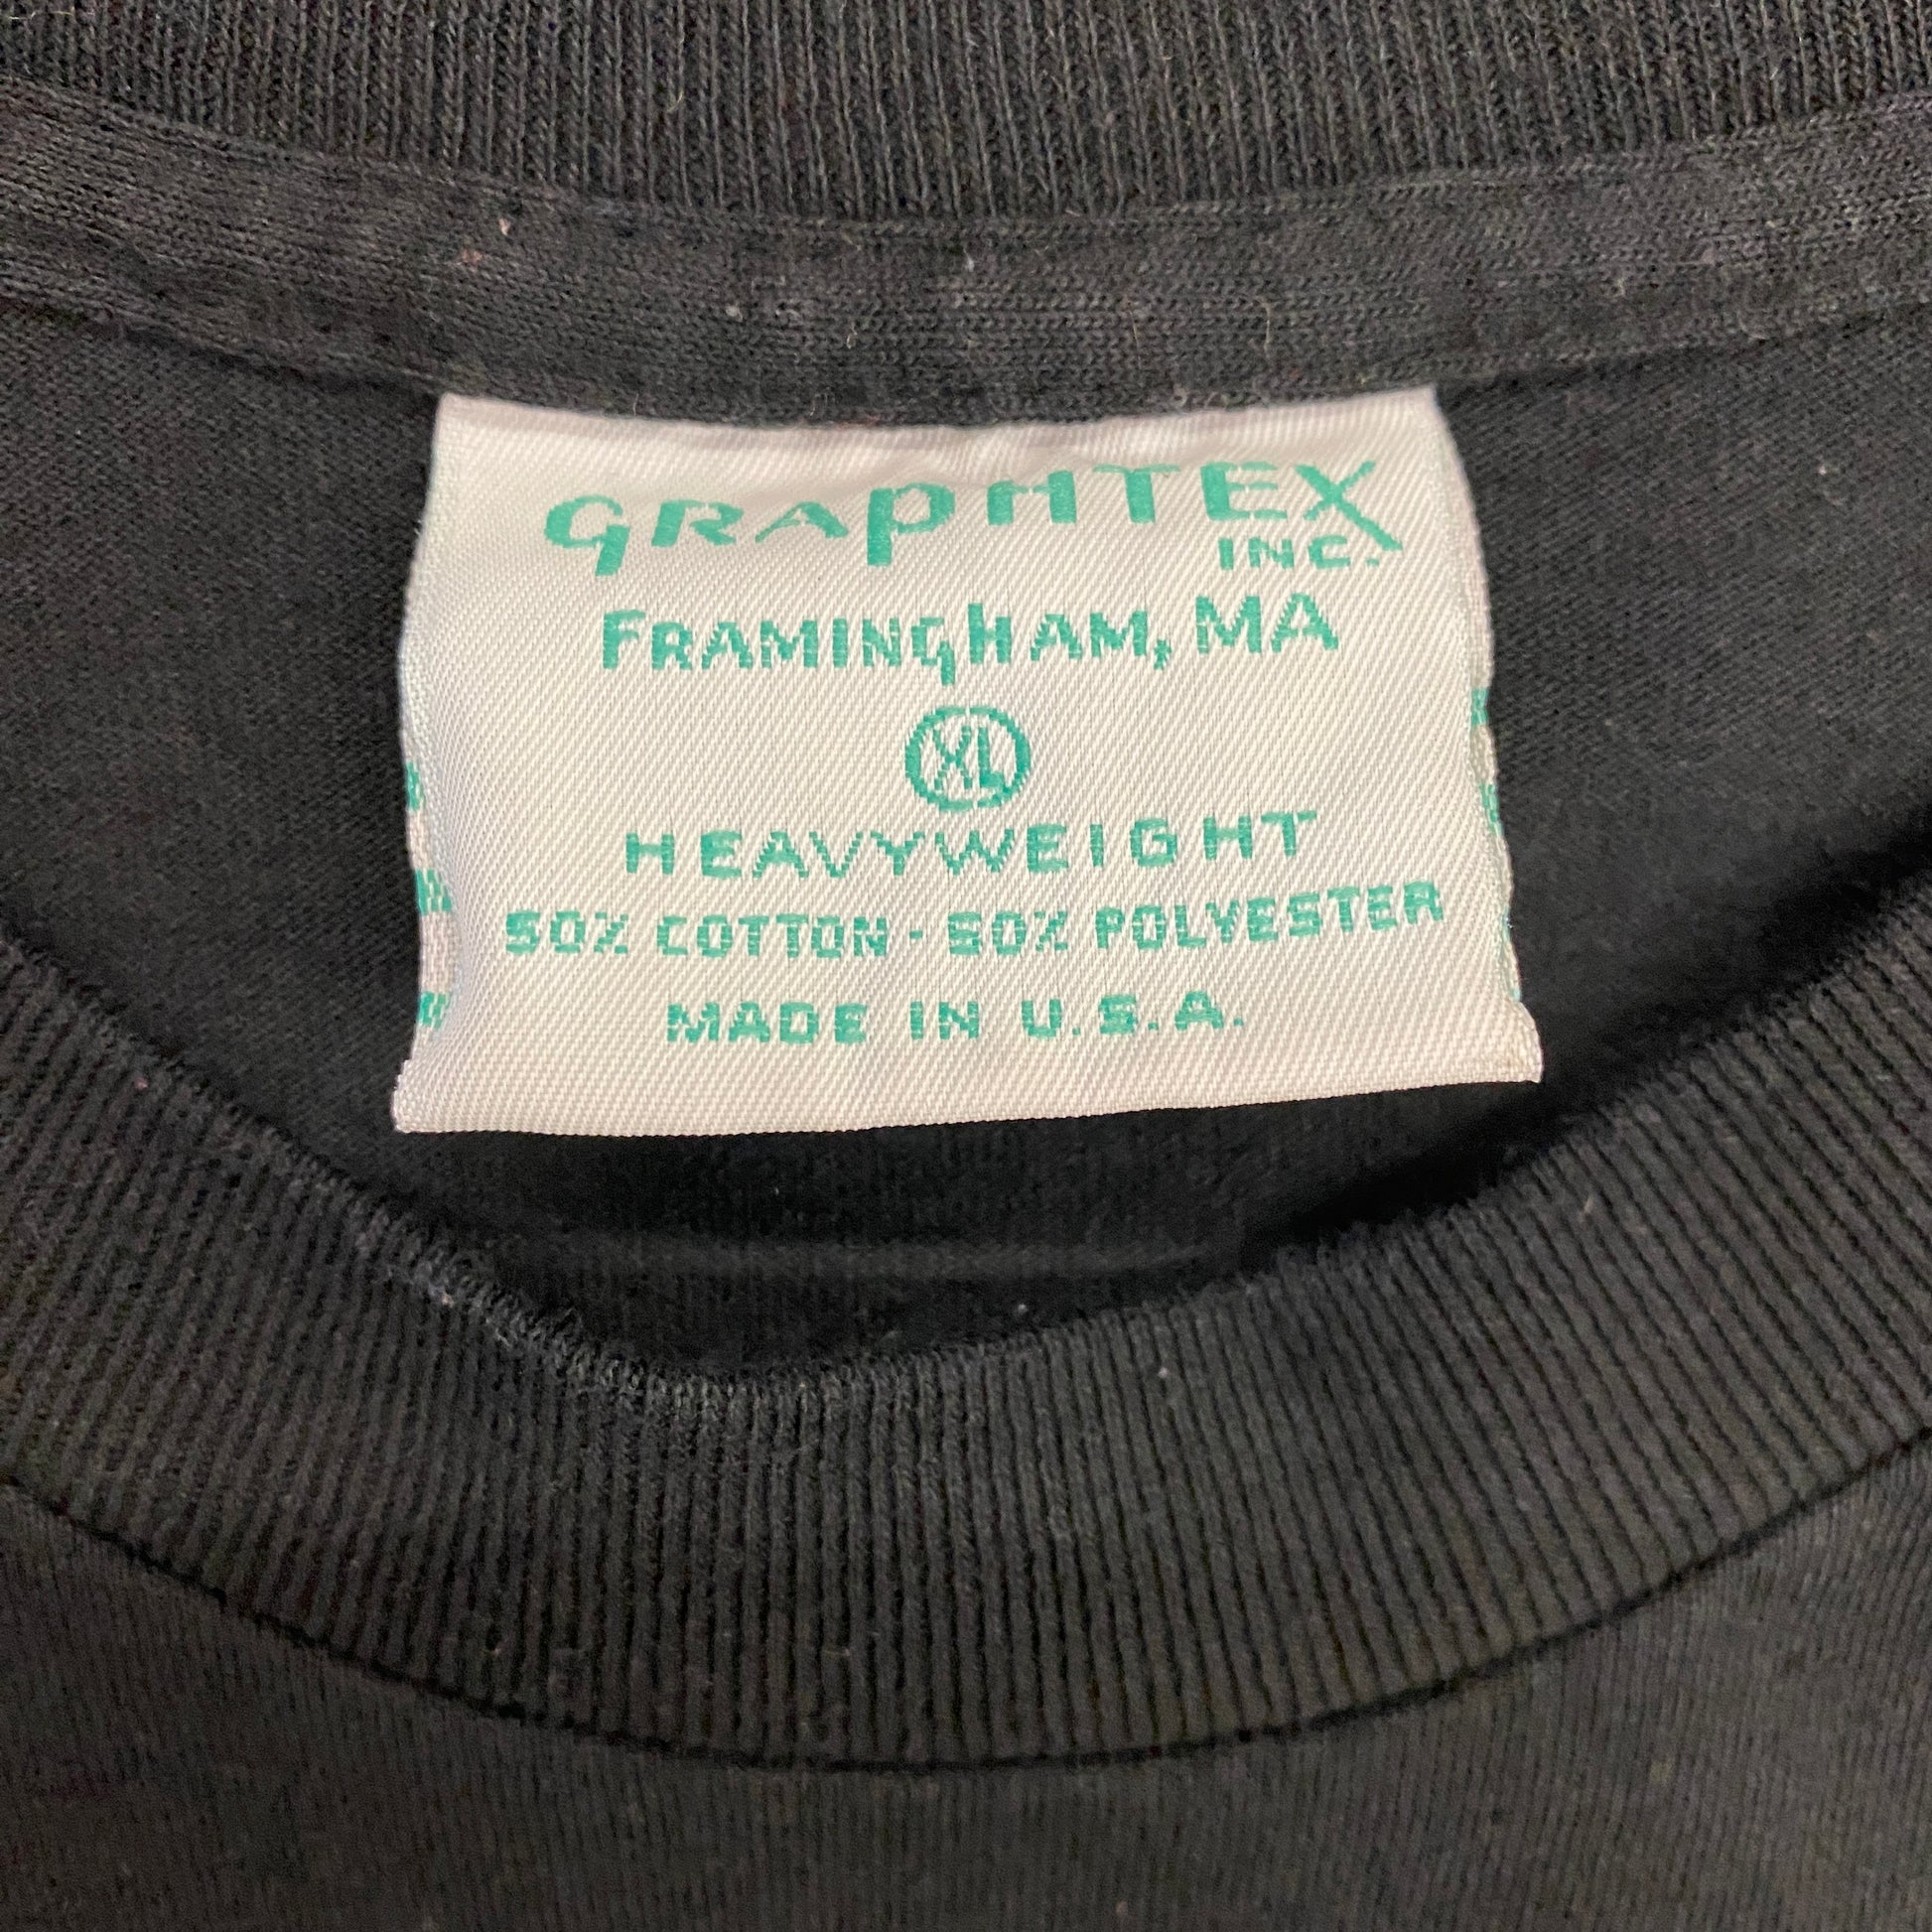 GRAPHTEX
INC.
FRAMINGHAM, MA
XL
HEAVYWEIGHT
50% COTTON - 50% POLYESTER
MADE IN U.S.A.